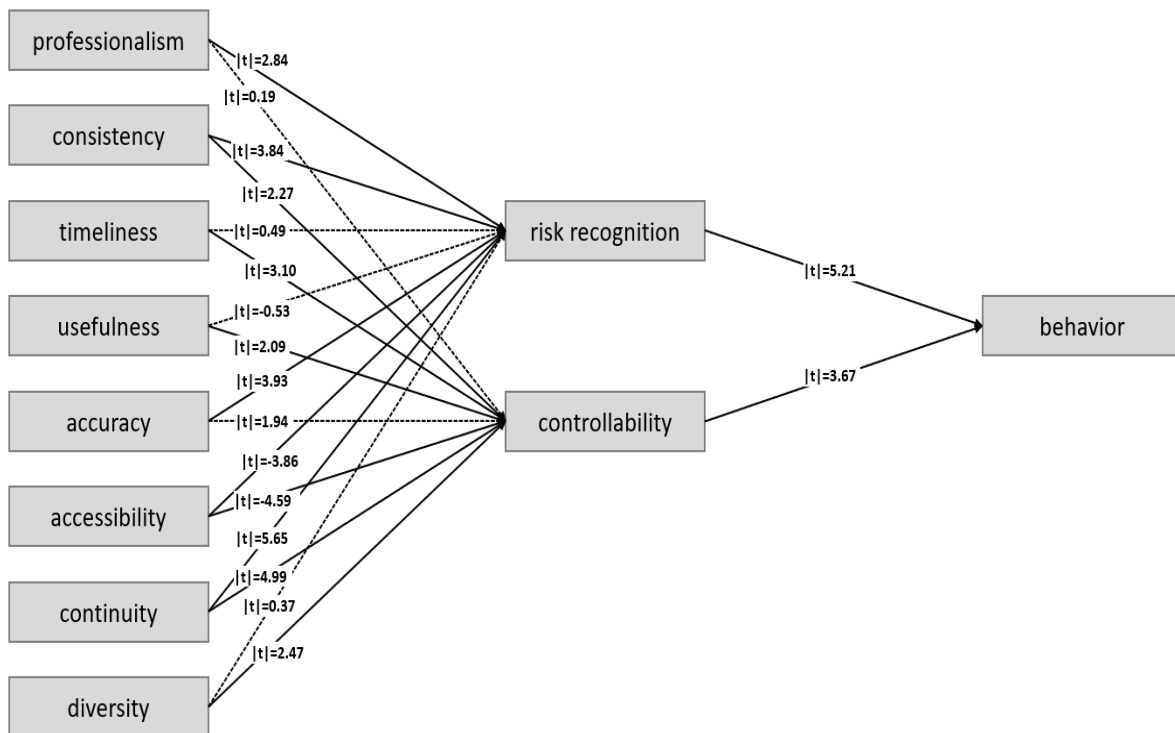 professionalism
|t|=2.84
|t|=0.19
consistency
|t|=3.84
|t|=2.27
timeliness
|t|=0.49
risk recognition
|t|=3.10
|t|=5.21
usefulness
|t|=-0.53
behavior
|t|=2.09
|t|=3.93
|t|=3.67
accuracy
|t|=1.94
controllability
|t|=-3.86
accessibility
|t|=-4.59
|t|=5.65
|t|=4.99
continuity
|t|=0.37
|t|=2.47
diversity